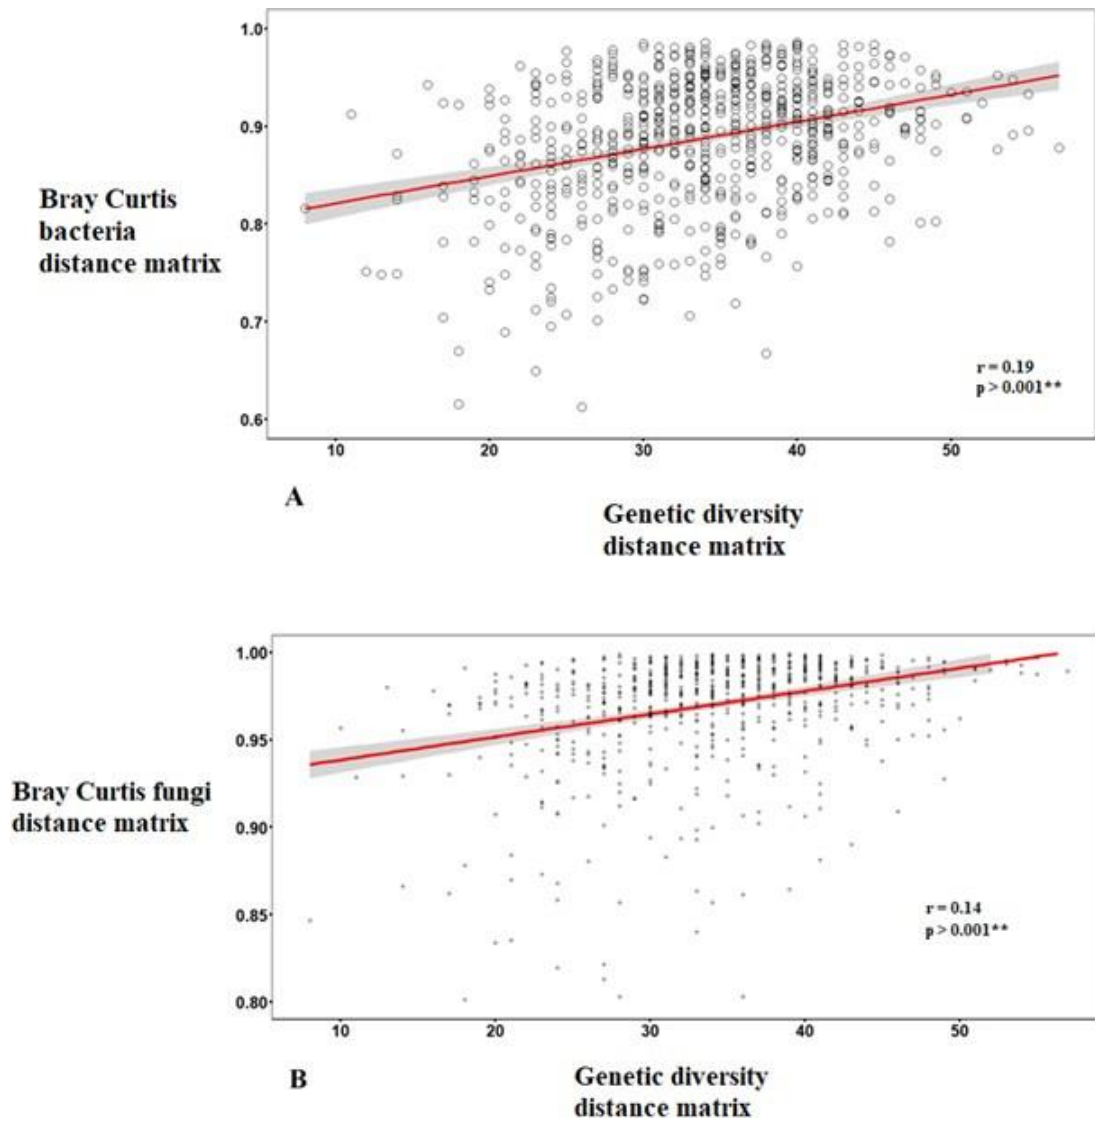 1.0
0.9
Bray Curtis
bacteria
distance matrix
0.8
0.7
0.6
r = 0.19
p > 0.001**
10 20 30 40 50
A
Genetic diversity
distance matrix
1.00
0.95
Bray Curtis fungi
distance matrix
0.90
0.85
0.80
r = 0.14
p > 0.001**
10 20 30 40 50
B
Genetic diversity
distance matrix